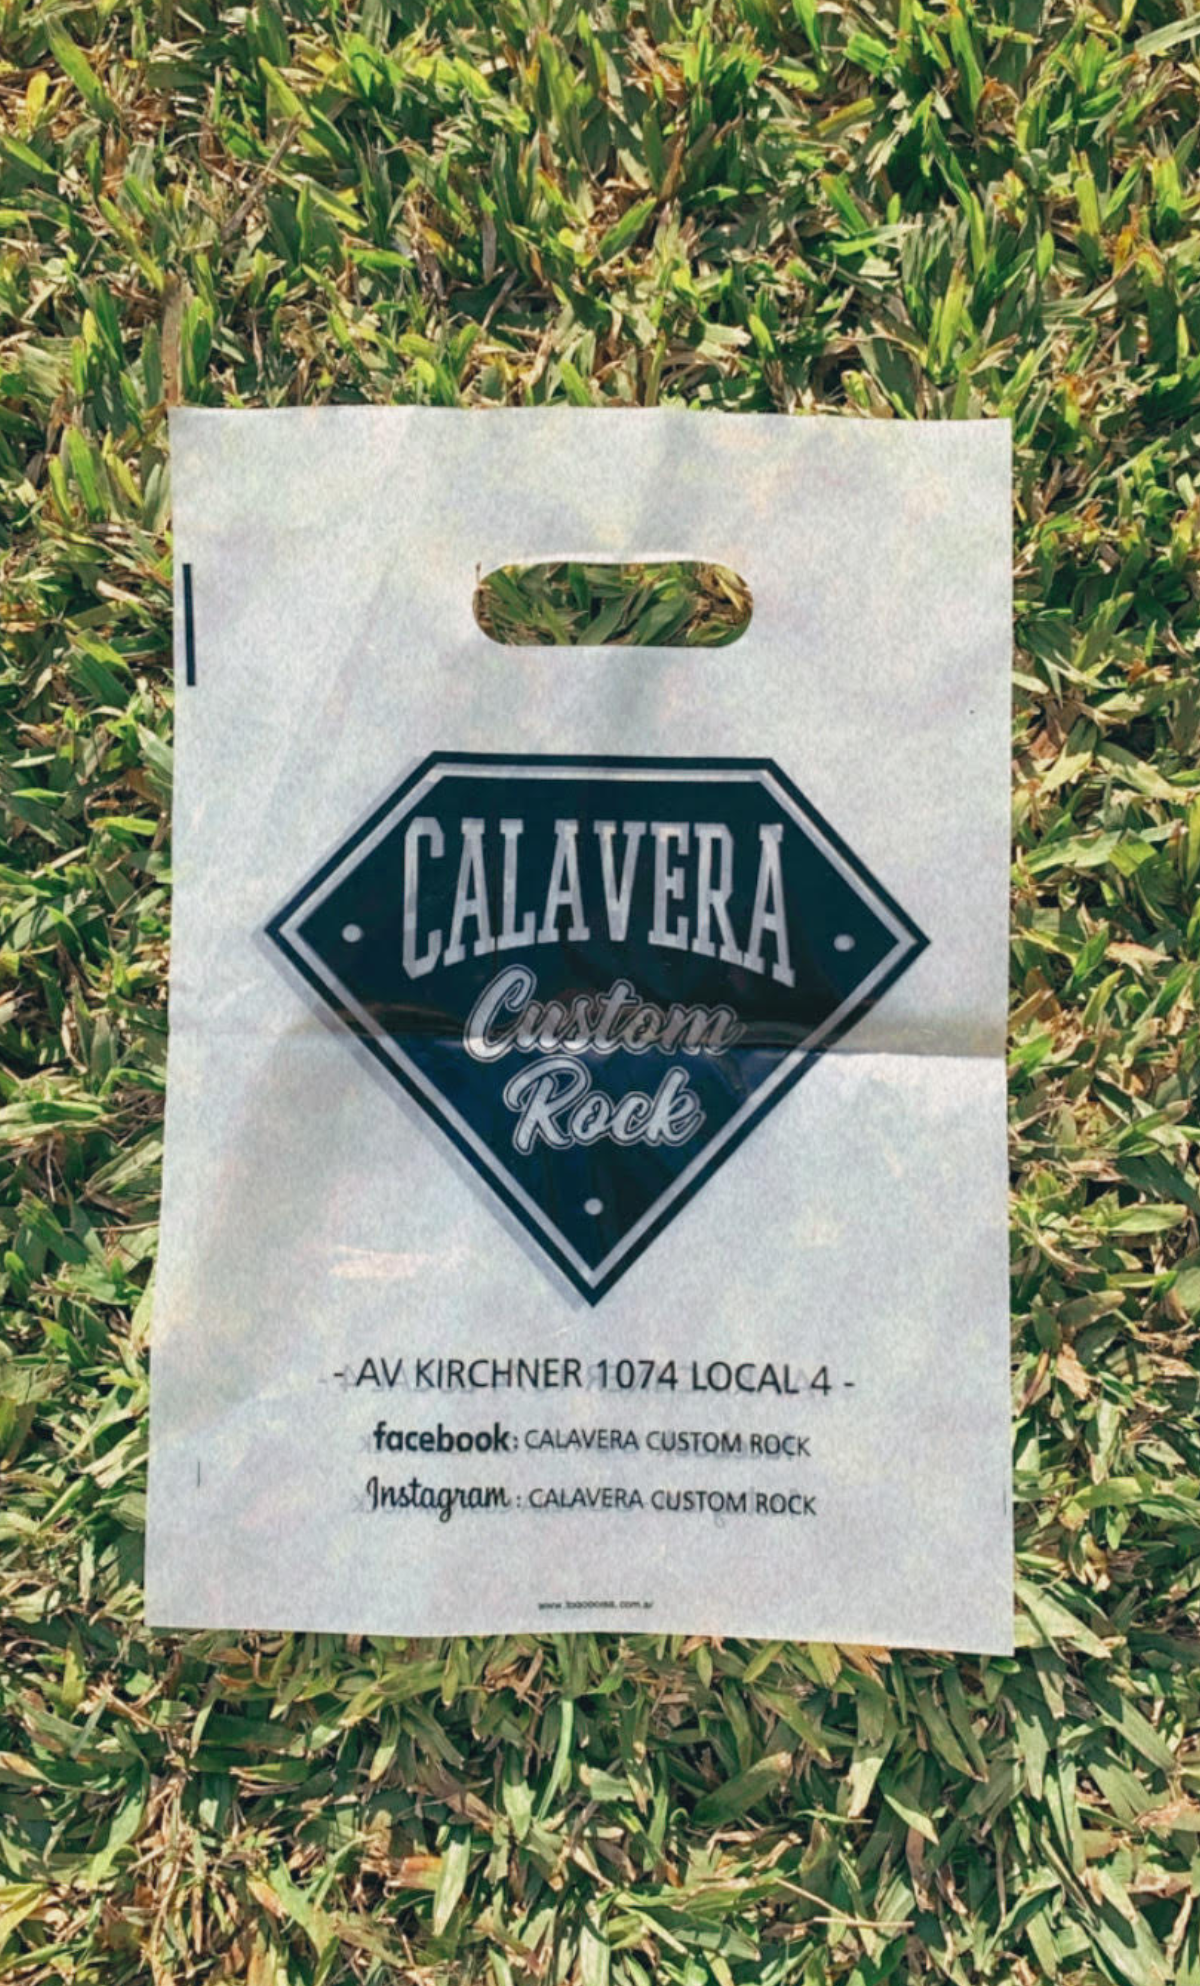 CALAVERA
Custom
Rock
- AV KIRCHNER 1074 LOCAL 4 -
facebook: CALAVERA CUSTOM ROCK
Instagram: CALAVERA CUSTOM ROCK